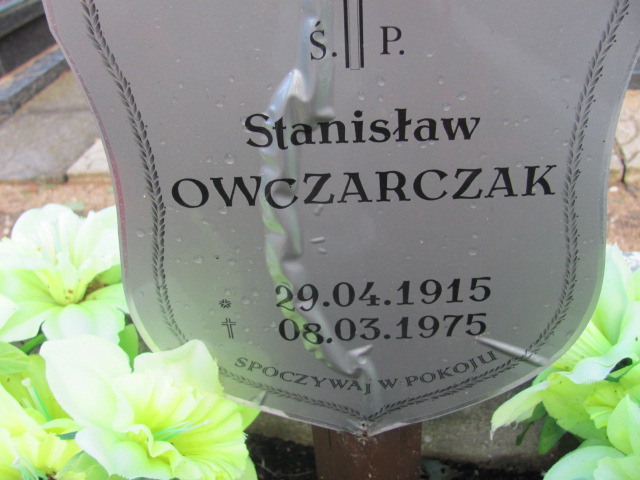 Ś. P.
Stanisław
OWCZARCZAK
29.04.1915
08.03.1975
SPOCZYWAJ W POKOJU